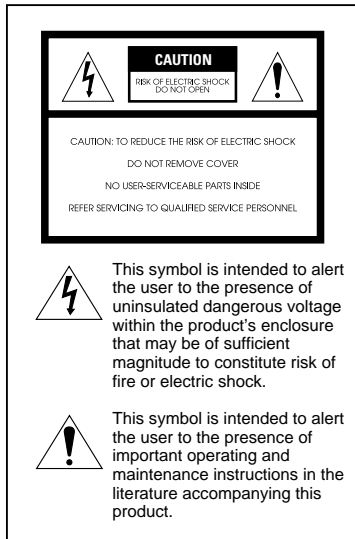 CAUTION
RISK OF ELECTRIC SHOCK
DO NOT OPEN
CAUTION: TO REDUCE THE RISK OF ELECTRIC SHOCK
DO NOT REMOVE COVER
NO USER-SERVICEABLE PARTS INSIDE
REFER SERVICING TO QUALIFIED SERVICE PERSONNEL
This symbol is intended to alert
the user to the presence of
uninsulated dangerous voltage
within the product's enclosure
that may be of sufficient
magnitude to constitute risk of
fire or electric shock.
This symbol is intended to alert
the user to the presence of
important operating and
maintenance instructions in the
literature accompanying this
product.